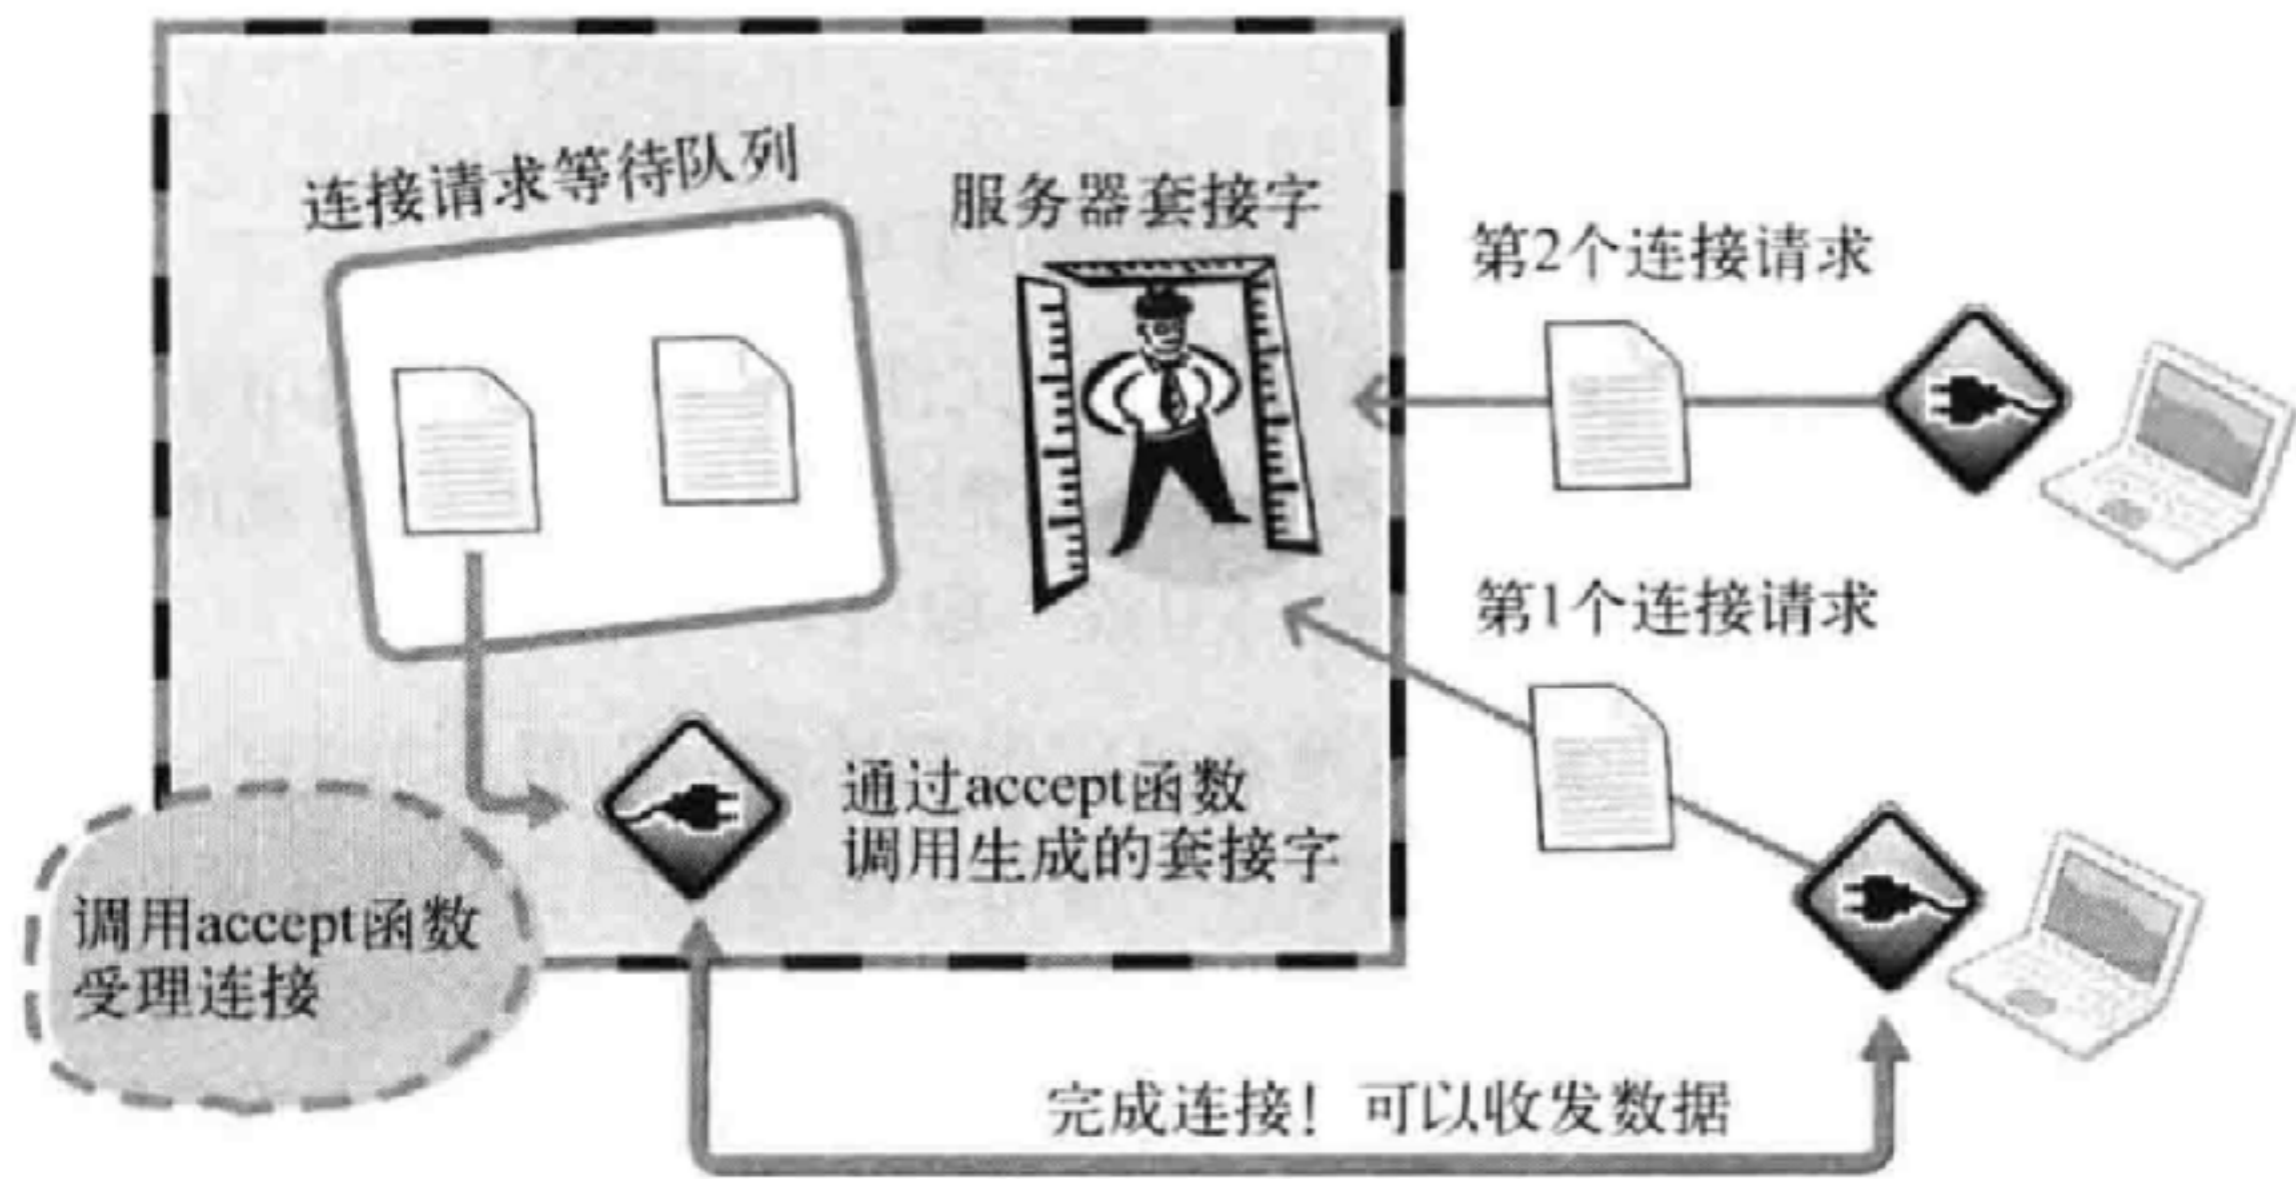 连接请求等待队列
服务器套接字
第2个连接请求
第1个连接请求
通过accept函数
调用生成的套接字
调用accept函数
受理连接
完成连接！可以收发数据